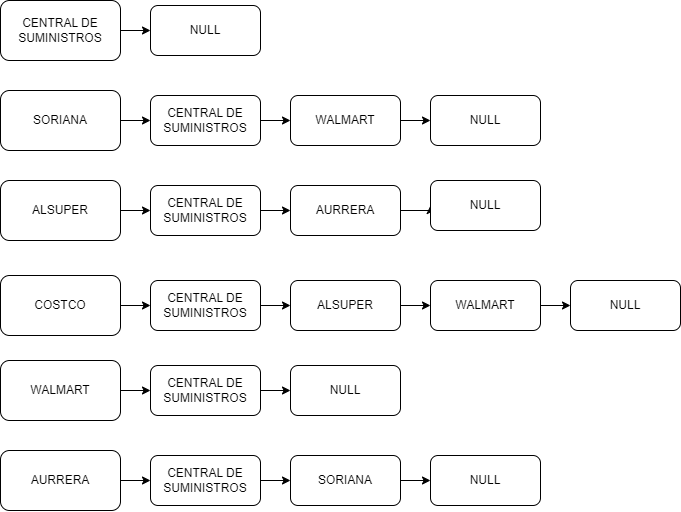 CENTRAL DE
SUMINISTROS
NULL
SORIANA
CENTRAL DE
SUMINISTROS
WALMART
NULL
ALSUPER
CENTRAL DE
SUMINISTROS
AURRERA
NULL
COSTCO
CENTRAL DE
SUMINISTROS
ALSUPER
WALMART
NULL
WALMART
CENTRAL DE
SUMINISTROS
NULL
AURRERA
CENTRAL DE
SUMINISTROS
SORIANA
NULL